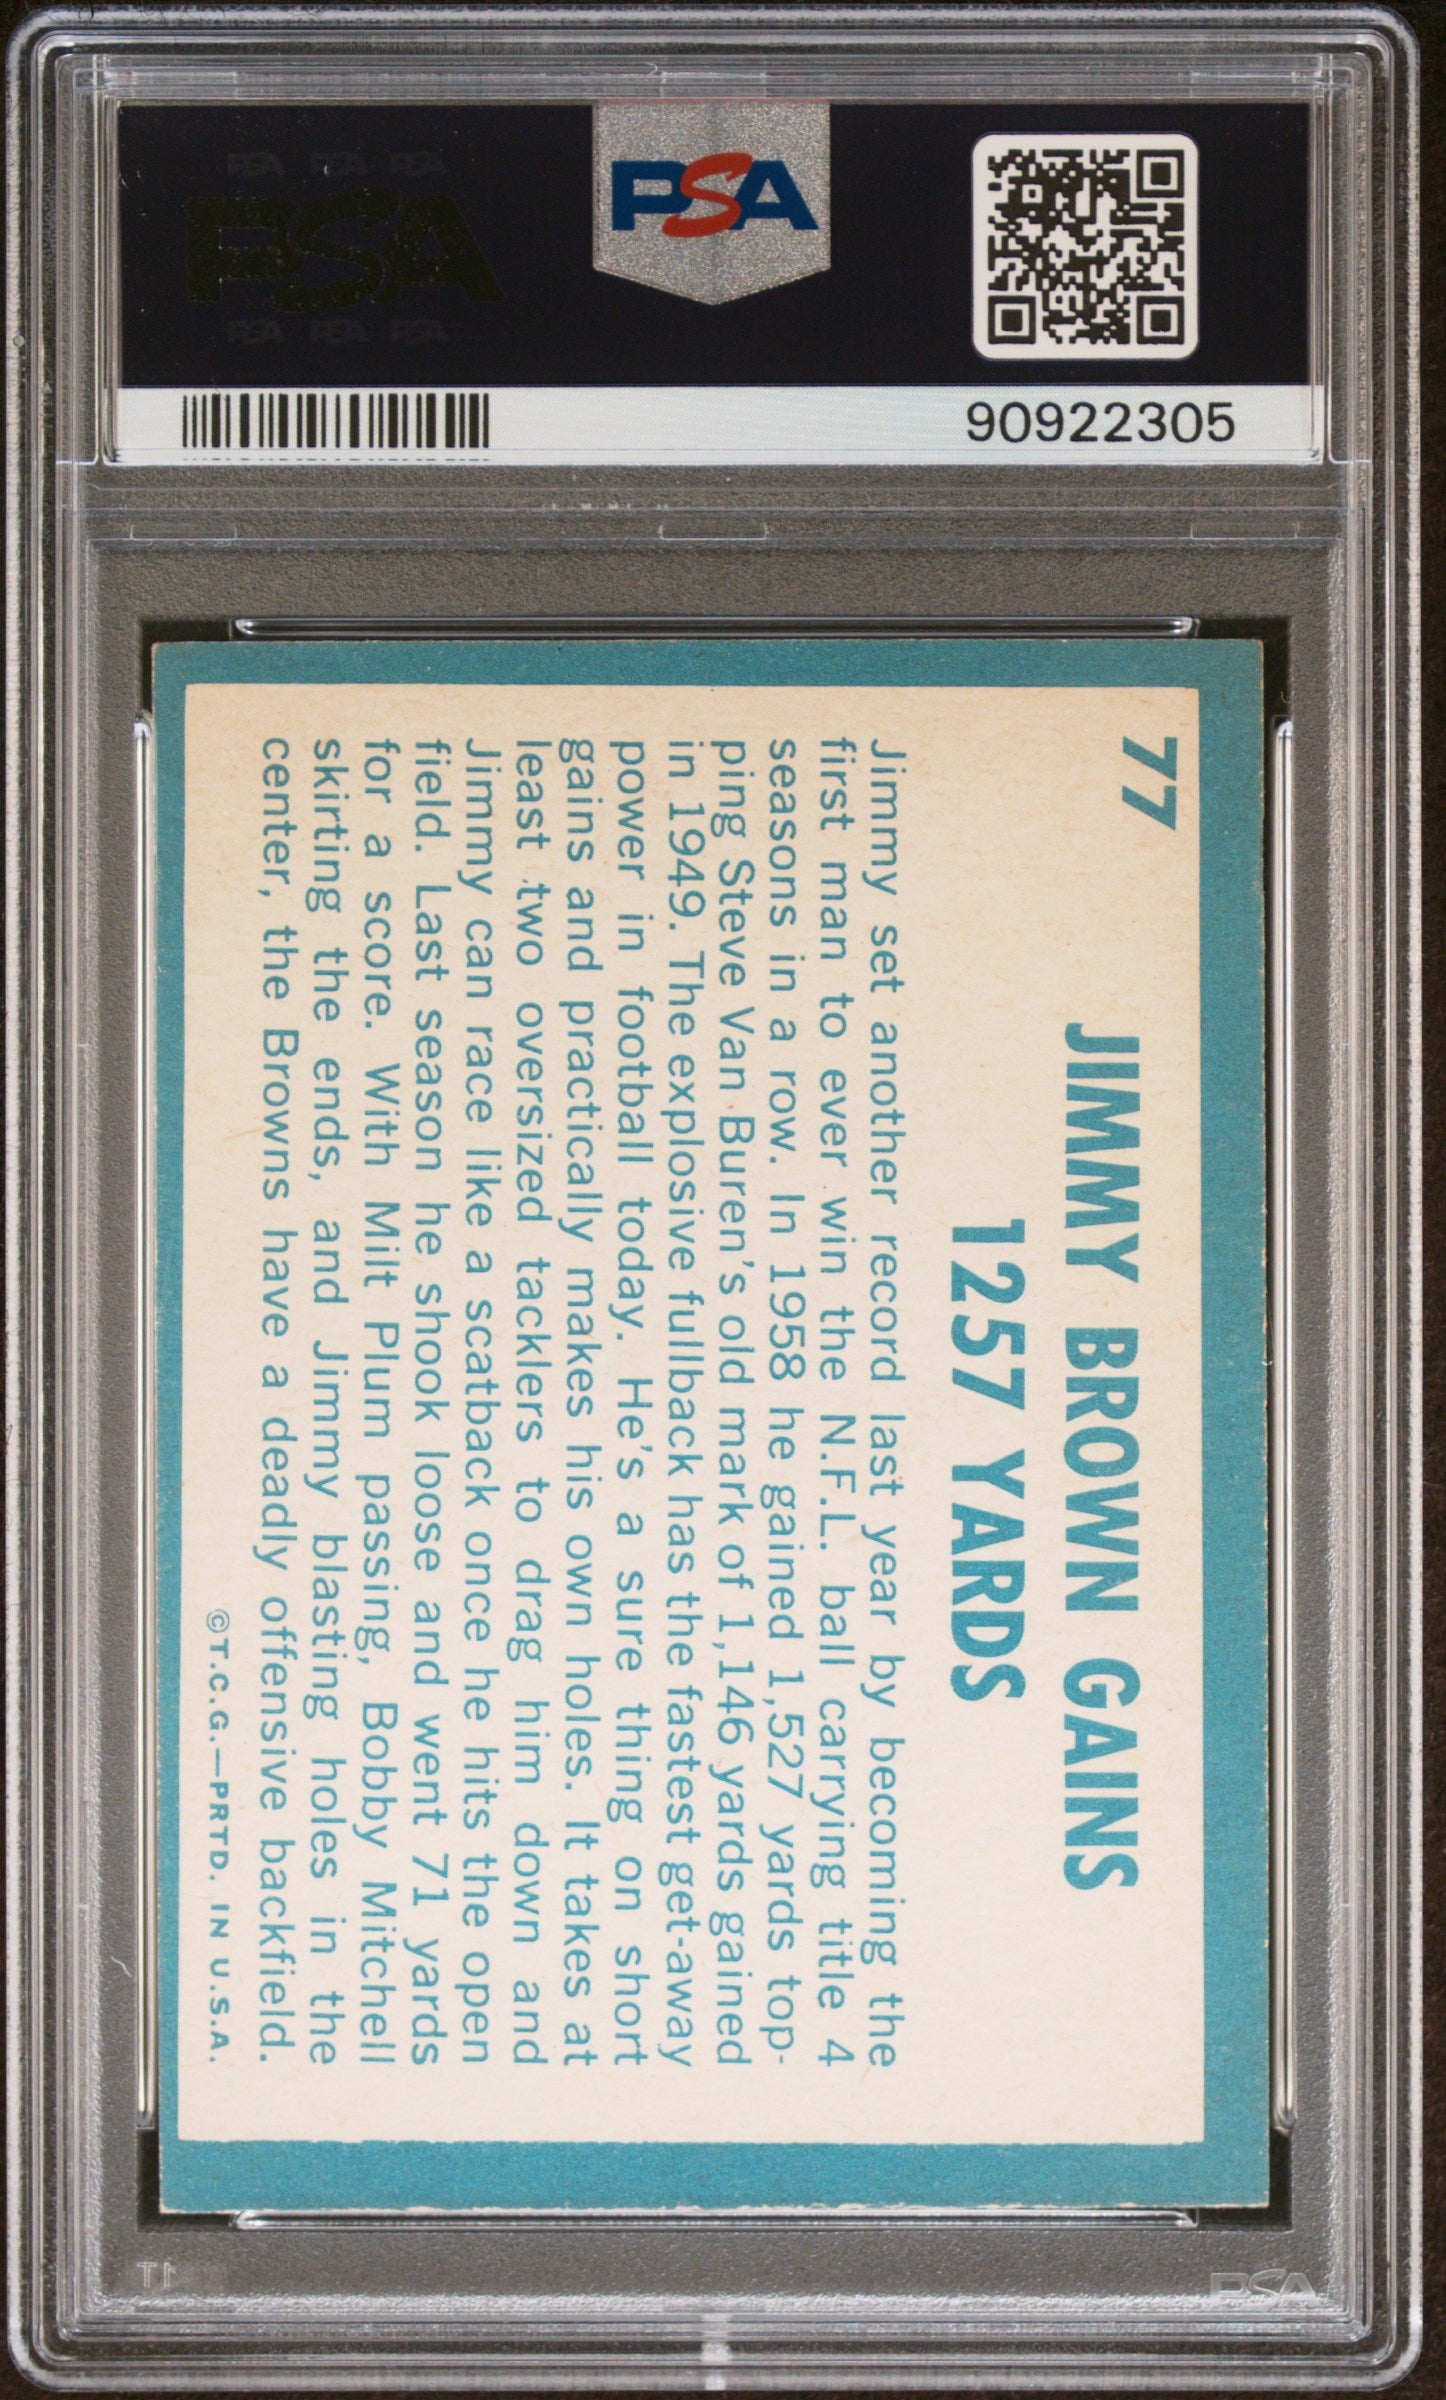 PSA PSA PSA
PSA
PSA PSA PSA
PSA
90922305
77
JIMMY BROWN GAINS
1257 YARDS
Jimmy set another record last year by becoming the
first man to ever win the N.F.L. ball carrying title 4
seasons in a row. In 1958 he gained 1,527 yards top-
ping Steve Van Buren's old mark of 1,146 yards gained
in 1949. The explosive fullback has the fastest get-away
power in football today. He's a sure thing on short
gains and practically makes his own holes. It takes at
least two oversized tacklers to drag him down and
Jimmy can race like a scatback once he hits the open
field. Last season he shook loose and went 71 yards
for a score. With Milt Plum passing, Bobby Mitchell
skirting the ends, and Jimmy blasting holes in the
center, the Browns have a deadly offensive backfield.
©T.C.G.—PRTD. IN U.S.A.
PSA